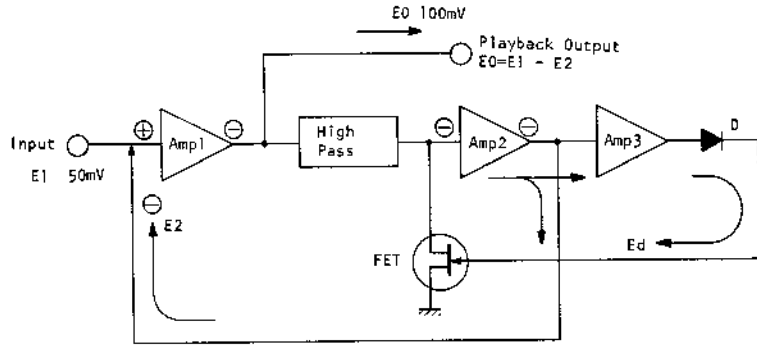 E0 100mV
Playback Output
E0=E1 - E2
Input
E1 50mV
⊕
Amp1
⊖
High
Pass
⊖
Amp2
⊖
Amp3
D
⊖
E2
FET
Ed